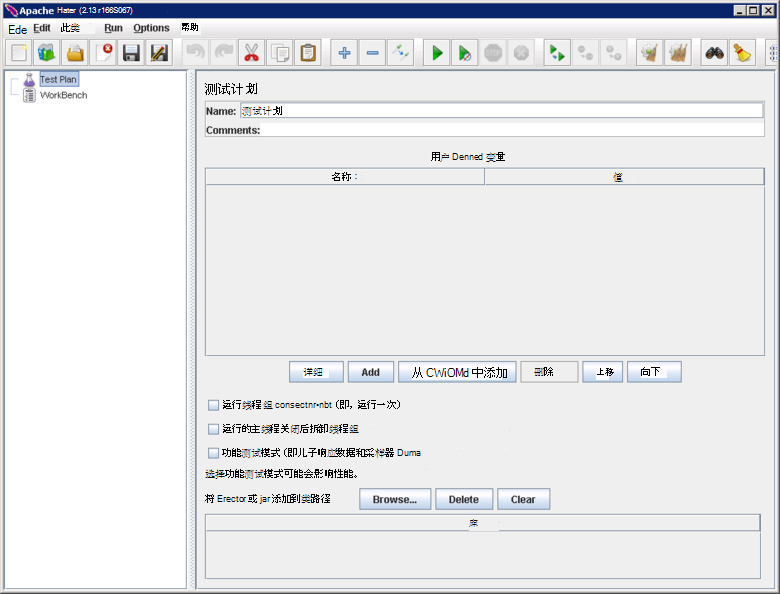 Apache Hater (2.13 r166S067)
Ede Edit 此类 Run Options 帮助
Test Plan
WorkBench
测试计划
Name: 测试计划
Comments:
用户 Denned 变量
名称: 值
详细 Add 从 CWiOMd 中添加 删除 上移 向下
运行线程组 consectnr-nbt (即，运行一次)
运行的主线程关闭后拆卸线程组
功能测试模式 (即儿子响应数据和采样器 Duma
选择功能测试模式可能会影响性能。
将 Erector 或 jar 添加到类路径 Browse... Delete Clear
库